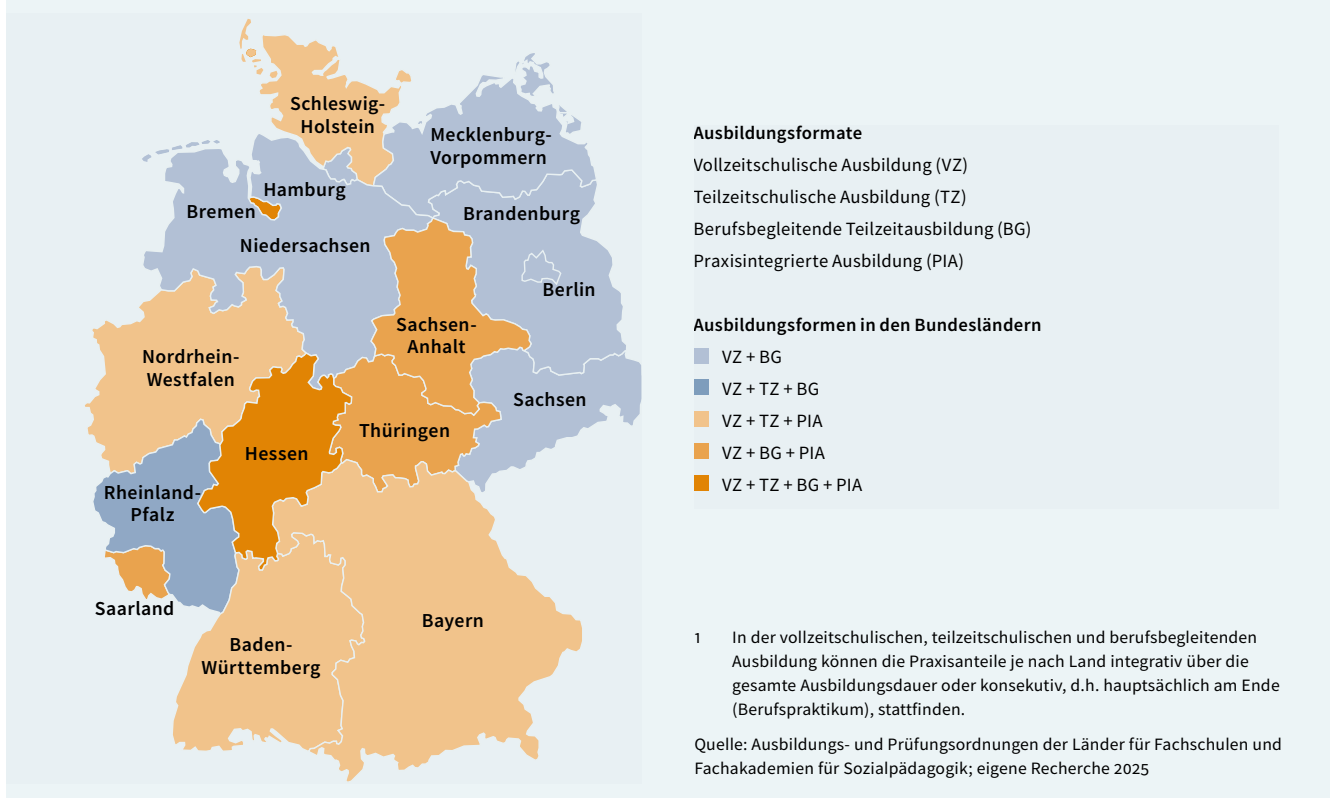 Schleswig-
Holstein
Mecklenburg-
Vorpommern
Hamburg
Bremen
Brandenburg
Niedersachsen
Berlin
Sachsen-
Anhalt
Nordrhein-
Westfalen
Sachsen
Thüringen
Hessen
Rheinland-
Pfalz
Saarland
Bayern
Baden-
Württemberg
Ausbildungsformate
Vollzeitschulische Ausbildung (VZ)
Teilzeitschulische Ausbildung (TZ)
Berufsbegleitende Teilzeitausbildung (BG)
Praxisintegrierte Ausbildung (PIA)
Ausbildungsformen in den Bundesländern
VZ + BG
VZ + TZ + BG
VZ + TZ + PIA
VZ + BG + PIA
VZ + TZ + BG + PIA
1 In der vollzeitschulischen, teilzeitschulischen und berufsbegleitenden
Ausbildung können die Praxisanteile je nach Land integrativ über die
gesamte Ausbildungsdauer oder konsekutiv, d.h. hauptsächlich am Ende
(Berufspraktikum), stattfinden.
Quelle: Ausbildungs- und Prüfungsordnungen der Länder für Fachschulen und
Fachakademien für Sozialpädagogik; eigene Recherche 2025